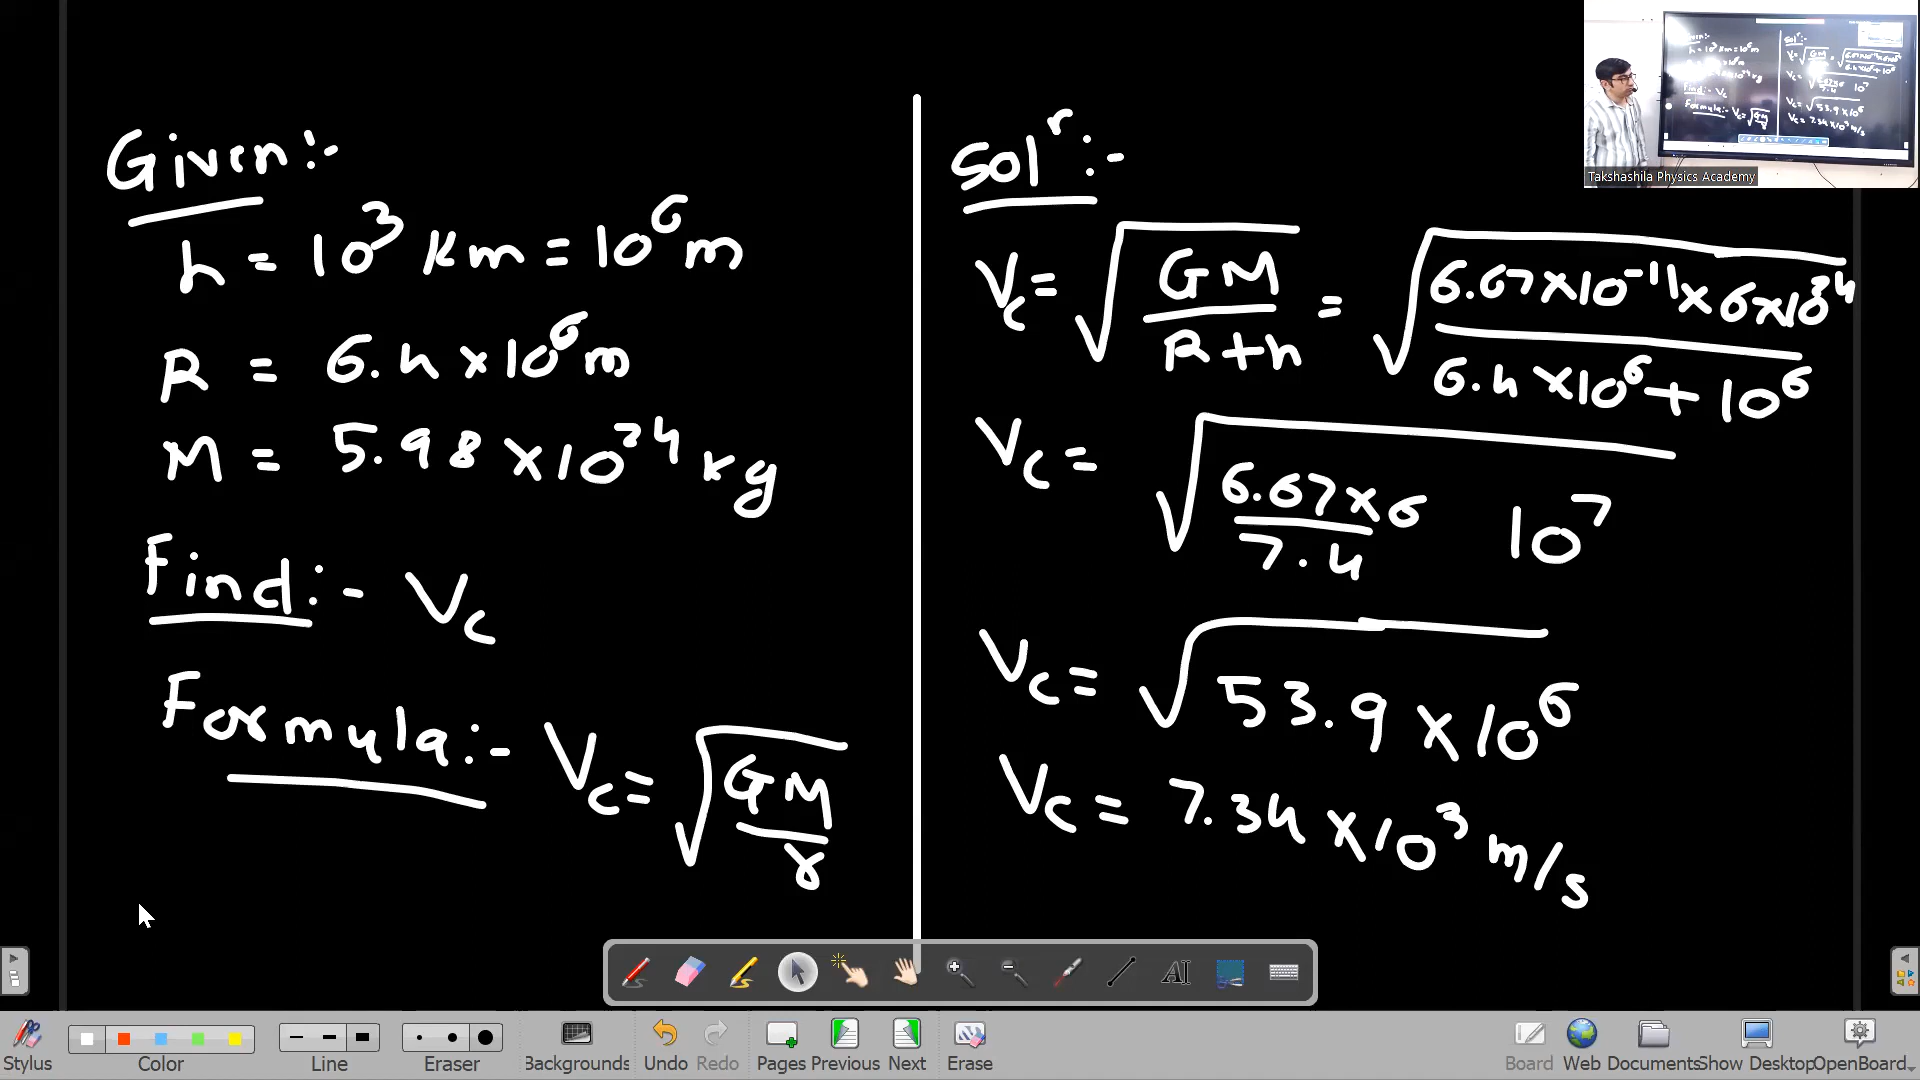 Given:-
h = 10³ Km = 10⁶ m
R = 6.4 × 10⁶ m
M = 5.98 × 10²⁴ kg
Find:- Vc
Formula:- Vc = √(GM/r)
Solⁿ:-
Vc = √(GM/(R+h)) = √((6.67×10⁻¹¹ × 6×10²⁴)/(6.4×10⁶ + 10⁶))
Vc = √((6.67×6)/7.4 10⁷)
Vc = √(53.9 × 10⁶)
Vc = 7.34 × 10³ m/s
Takshashila Physics Academy
Stylus
Color
Line
Eraser
Backgrounds
Undo
Redo
Pages
Previous
Next
Erase
Board
Web
Documents
Show Desktop
OpenBoard